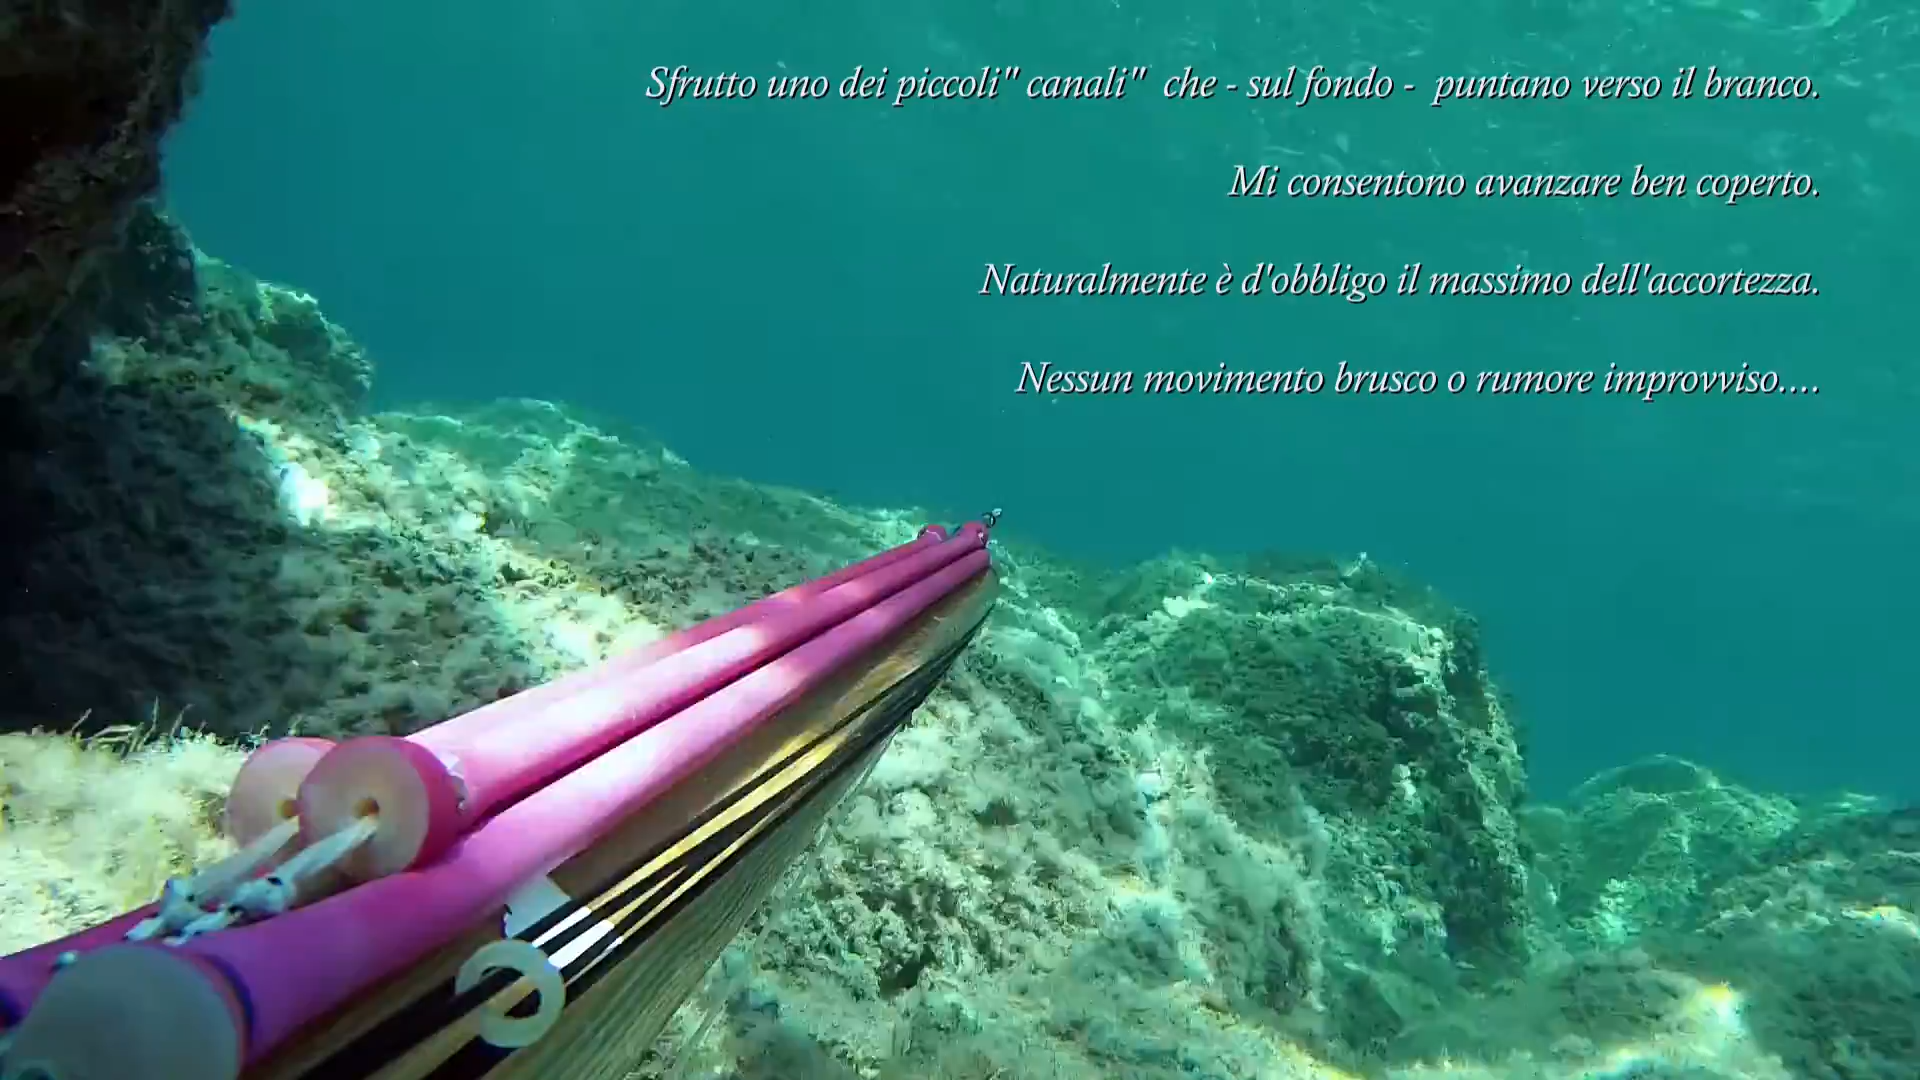 Sfrutto uno dei piccoli" canali"  che - sul fondo -  puntano verso il branco.
Mi consentono avanzare ben coperto.
Naturalmente è d'obbligo il massimo dell'accortezza.
Nessun movimento brusco o rumore improvviso....